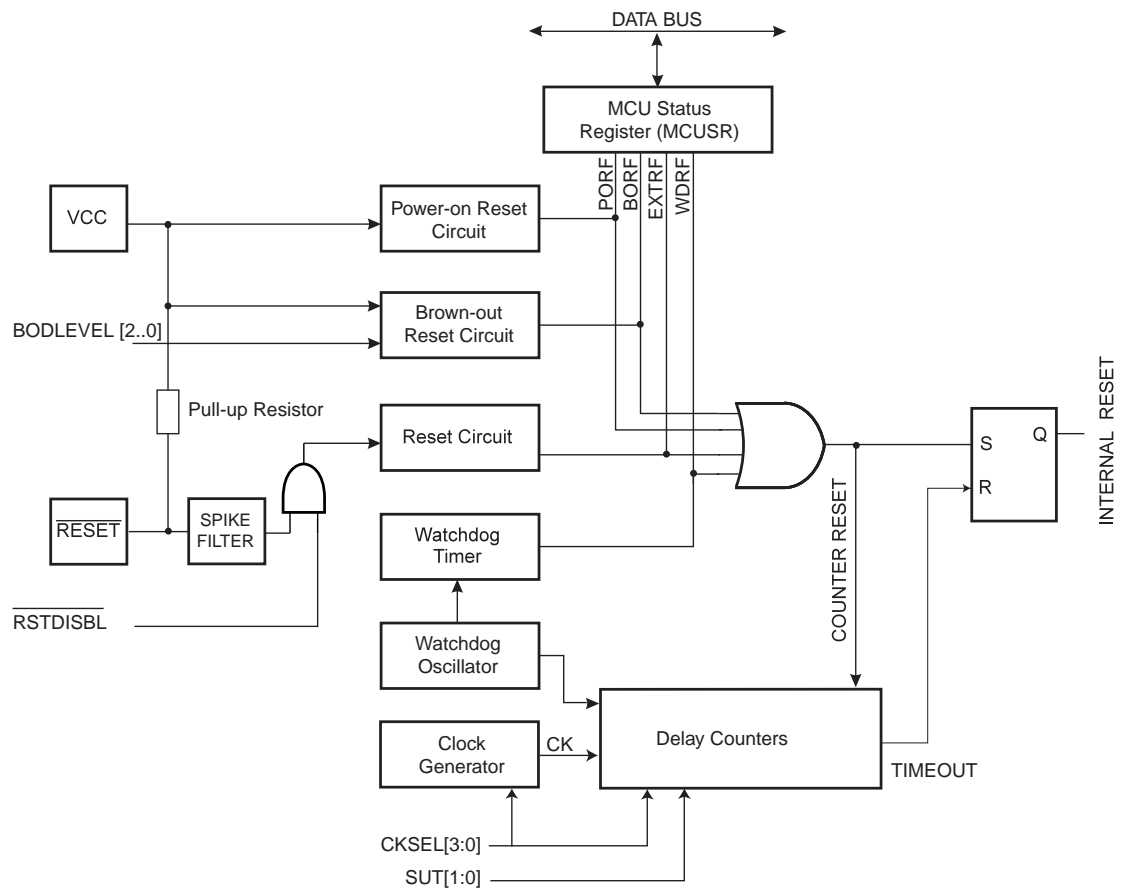 DATA BUS
MCU Status
Register (MCUSR)
PORF
BORF
EXTRF
WDRF
VCC
Power-on Reset
Circuit
BODLEVEL [2..0]
Brown-out
Reset Circuit
Pull-up Resistor
Reset Circuit
S
Q
R
INTERNAL RESET
RESET
SPIKE
FILTER
Watchdog
Timer
COUNTER RESET
RSTDISBL
Watchdog
Oscillator
Clock
Generator
CK
Delay Counters
TIMEOUT
CKSEL[3:0]
SUT[1:0]